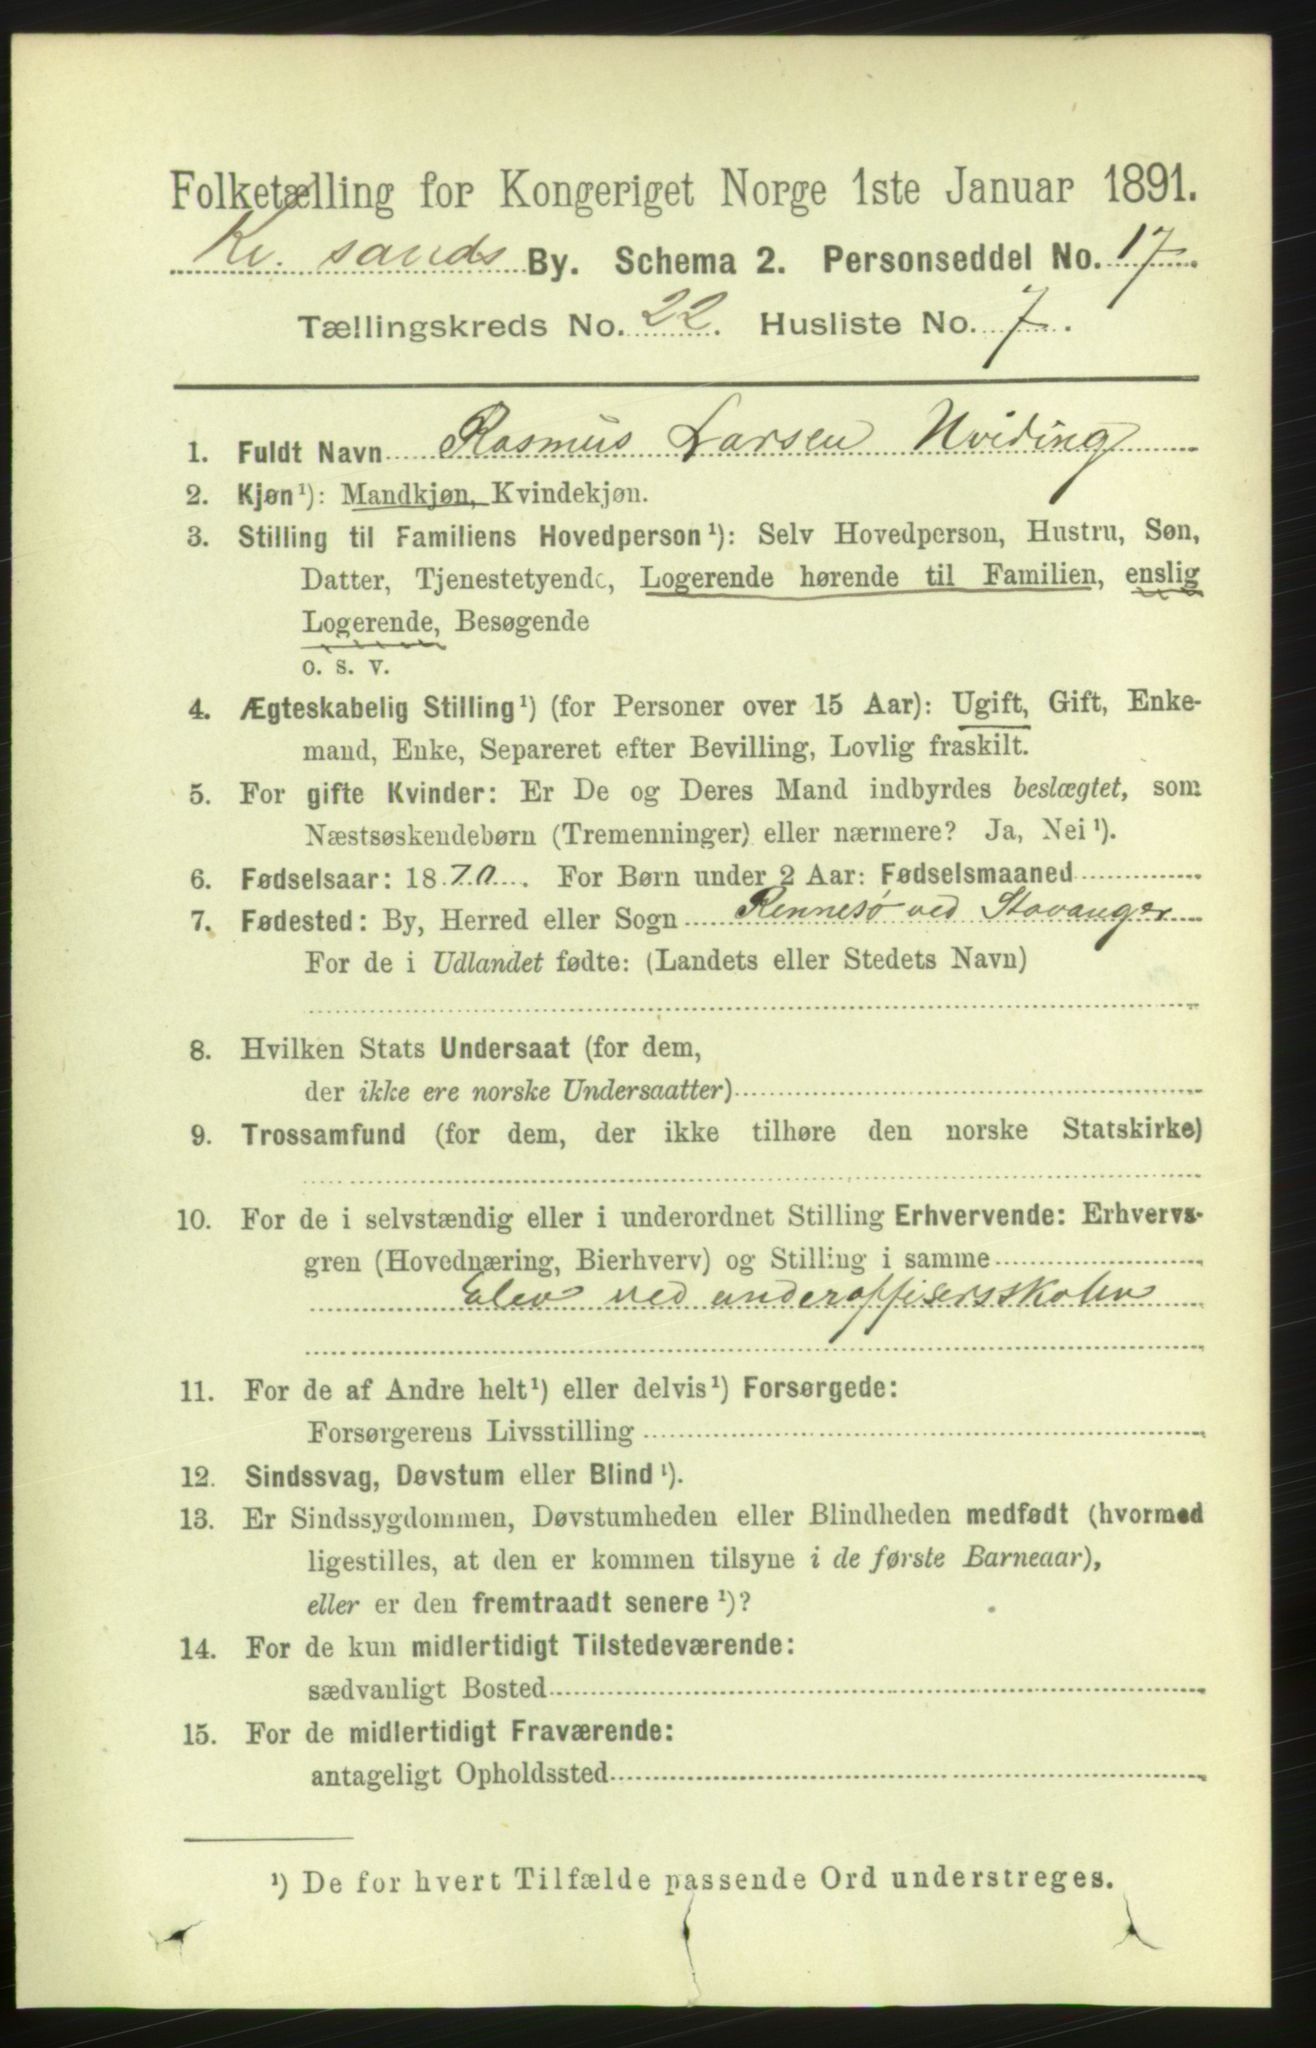 Folketælling for Kongeriget Norge 1ste Januar 1891.
Kr. sands By. Schema 2. Personseddel No. 17
Tællingskreds No. 22. Husliste No. 7.
1. Fuldt Navn Rasmus Larsen Hviding
2. Kjøn¹): Mandkjøn, Kvindekjøn.
3. Stilling til Familiens Hovedperson¹): Selv Hovedperson, Hustru, Søn,
Datter, Tjenestetyende, Logerende hørende til Familien, enslig
Logerende, Besøgende
o. s. v.
4. Ægteskabelig Stilling¹) (for Personer over 15 Aar): Ugift, Gift, Enke-
mand, Enke, Separeret efter Bevilling, Lovlig fraskilt.
5. For gifte Kvinder: Er De og Deres Mand indbyrdes beslægtet, som
Næstsøskendebørn (Tremenninger) eller nærmere? Ja, Nei¹).
6. Fødselsaar: 1870. For Børn under 2 Aar: Fødselsmaaned
7. Fødested: By, Herred eller Sogn Rennesø ved Stavanger
For de i Udlandet fødte: (Landets eller Stedets Navn)
8. Hvilken Stats Undersaat (for dem,
der ikke ere norske Undersaatter)
9. Trossamfund (for dem, der ikke tilhøre den norske Statskirke)
10. For de i selvstændig eller i underordnet Stilling Erhvervende: Erhvervs-
gren (Hovednæring, Bierhverv) og Stilling i samme
Elev ved underoffisersskolen
11. For de af Andre helt¹) eller delvis¹) Forsørgede:
Forsørgerens Livsstilling
12. Sindssvag, Døvstum eller Blind¹).
13. Er Sindssygdommen, Døvstumheden eller Blindheden medfødt (hvormed
ligestilles, at den er kommen tilsyne i de første Barneaar),
eller er den fremtraadt senere¹)?
14. For de kun midlertidigt Tilstedeværende:
sædvanligt Bosted
15. For de midlertidigt Fraværende:
antageligt Opholdssted
¹) De for hvert Tilfælde passende Ord understreges.